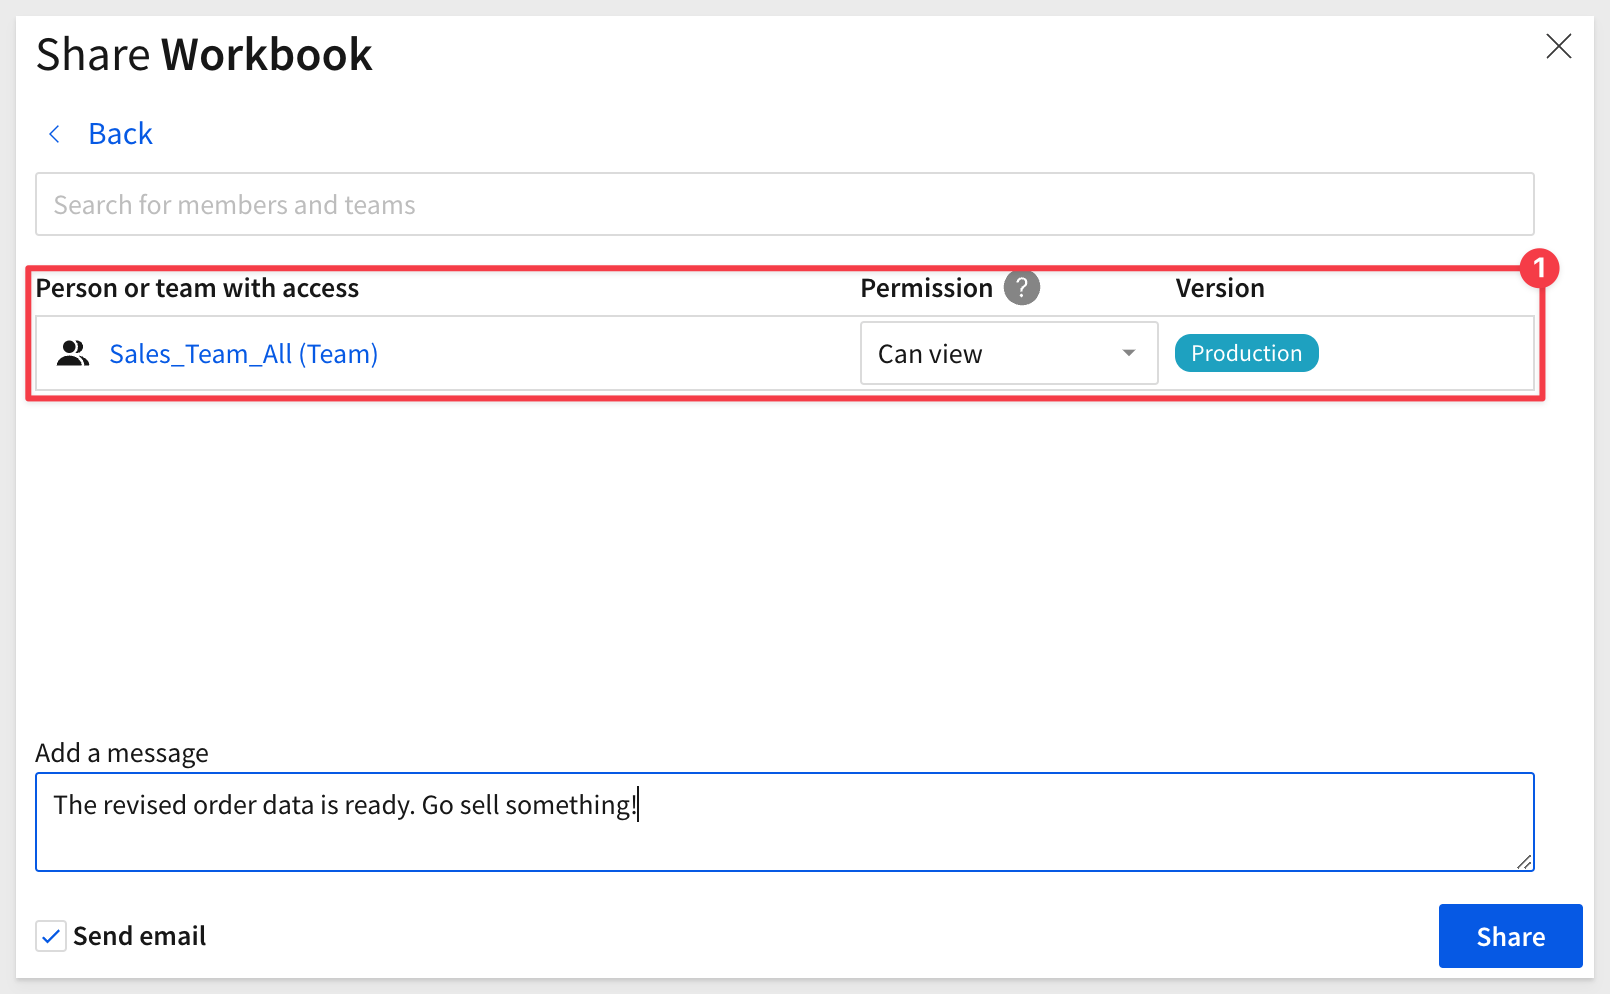 Share Workbook
Back
Search for members and teams
1
Person or team with access Permission ? Version
Sales_Team_All (Team) Can view Production
Add a message
The revised order data is ready. Go sell something!
Send email Share